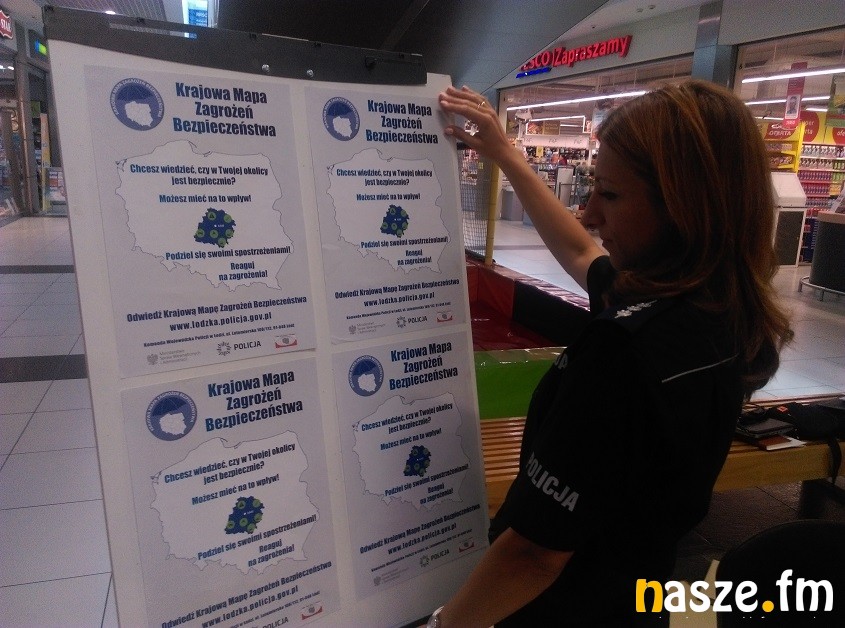 Krajowa Mapa
Zagrożeń
Bezpieczeństwa
Chcesz wiedzieć, czy w Twojej okolicy
jest bezpiecznie?
Możesz mieć na to wpływ!
Podziel się swoimi spostrzeżeniami!
Reaguj
na zagrożenia!
Odwiedź Krajową Mapę Zagrożeń Bezpieczeństwa
www.lodzka.policja.gov.pl
POLICJA
Krajowa Mapa
Zagrożeń
Bezpieczeństwa
Chcesz wiedzieć, czy w Twojej okolicy
jest bezpiecznie?
Możesz mieć na to wpływ!
Podziel się swoimi spostrzeżeniami!
Reaguj
na zagrożenia!
Odwiedź Krajową Mapę Zagrożeń Bezpieczeństwa
www.lodzka.policja.gov.pl
POLICJA
Krajowa Mapa
Zagrożeń
Bezpieczeństwa
Chcesz wiedzieć, czy w Twojej okolicy
jest bezpiecznie?
Możesz mieć na to wpływ!
Podziel się swoimi spostrzeżeniami!
Reaguj
na zagrożenia!
Odwiedź Krajową Mapę Zagrożeń Bezpieczeństwa
www.lodzka.policja.gov.pl
Krajowa Mapa
Zagrożeń
Bezpieczeństwa
Chcesz wiedzieć, czy w Twojej okolicy
jest bezpiecznie?
Możesz mieć na to wpływ!
Podziel się swoimi spostrzeżeniami!
Reaguj
na zagrożenia!
Odwiedź Krajową Mapę Zagrożeń Bezpieczeństwa
www.lodzka.policja.gov.pl
POLICJA
ESCO Zapraszamy
POLICJA
nasze.fm